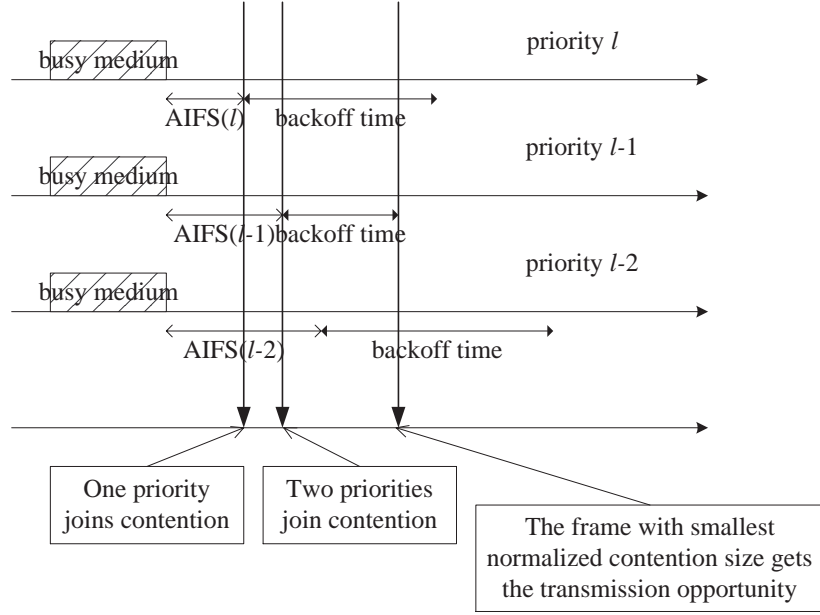 priority l
busy medium
AIFS(l) backoff time
priority l-1
busy medium
AIFS(l-1)backoff time
priority l-2
busy medium
AIFS(l-2) backoff time
One priority
joins contention
Two priorities
join contention
The frame with smallest
normalized contention size gets
the transmission opportunity